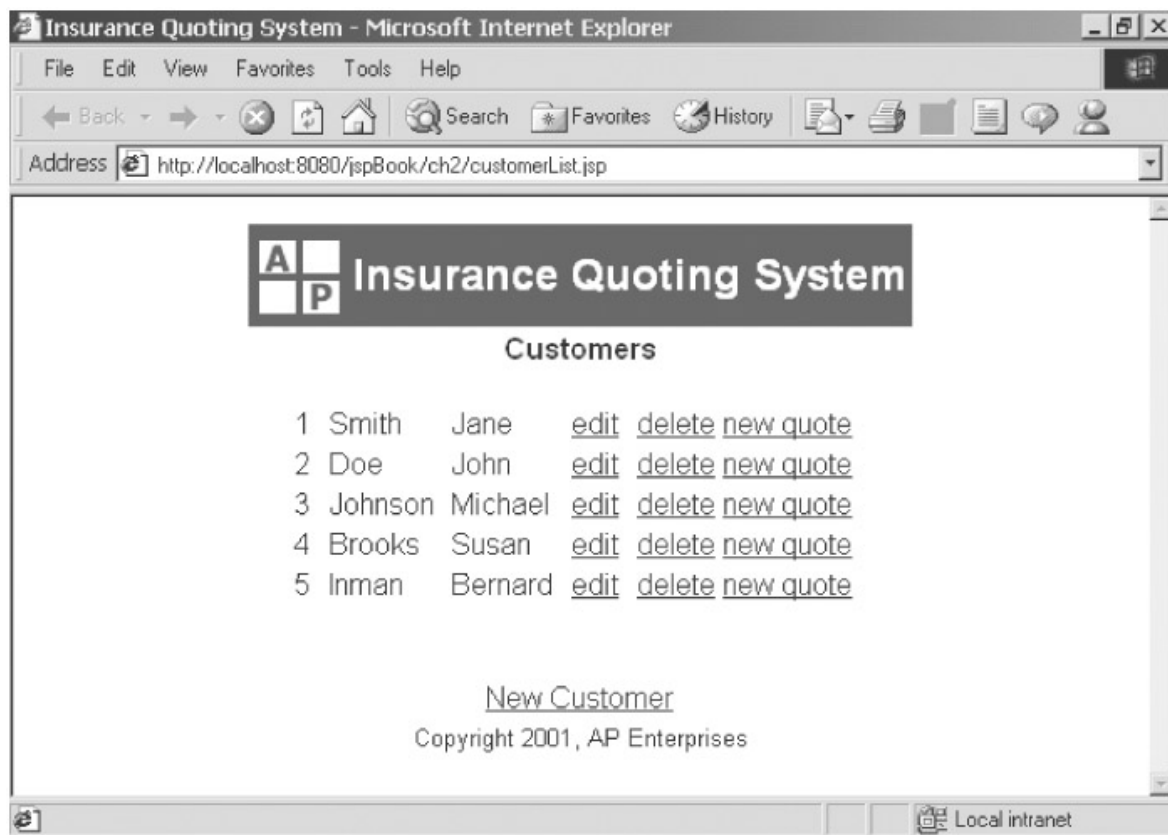 Insurance Quoting System - Microsoft Internet Explorer
File Edit View Favorites Tools Help
Back Search Favorites History
Address http://localhost:8080/jspBook/ch2/customerList.jsp
A P Insurance Quoting System
Customers
1 Smith Jane edit delete new quote
2 Doe John edit delete new quote
3 Johnson Michael edit delete new quote
4 Brooks Susan edit delete new quote
5 Inman Bernard edit delete new quote
New Customer
Copyright 2001, AP Enterprises
Local intranet